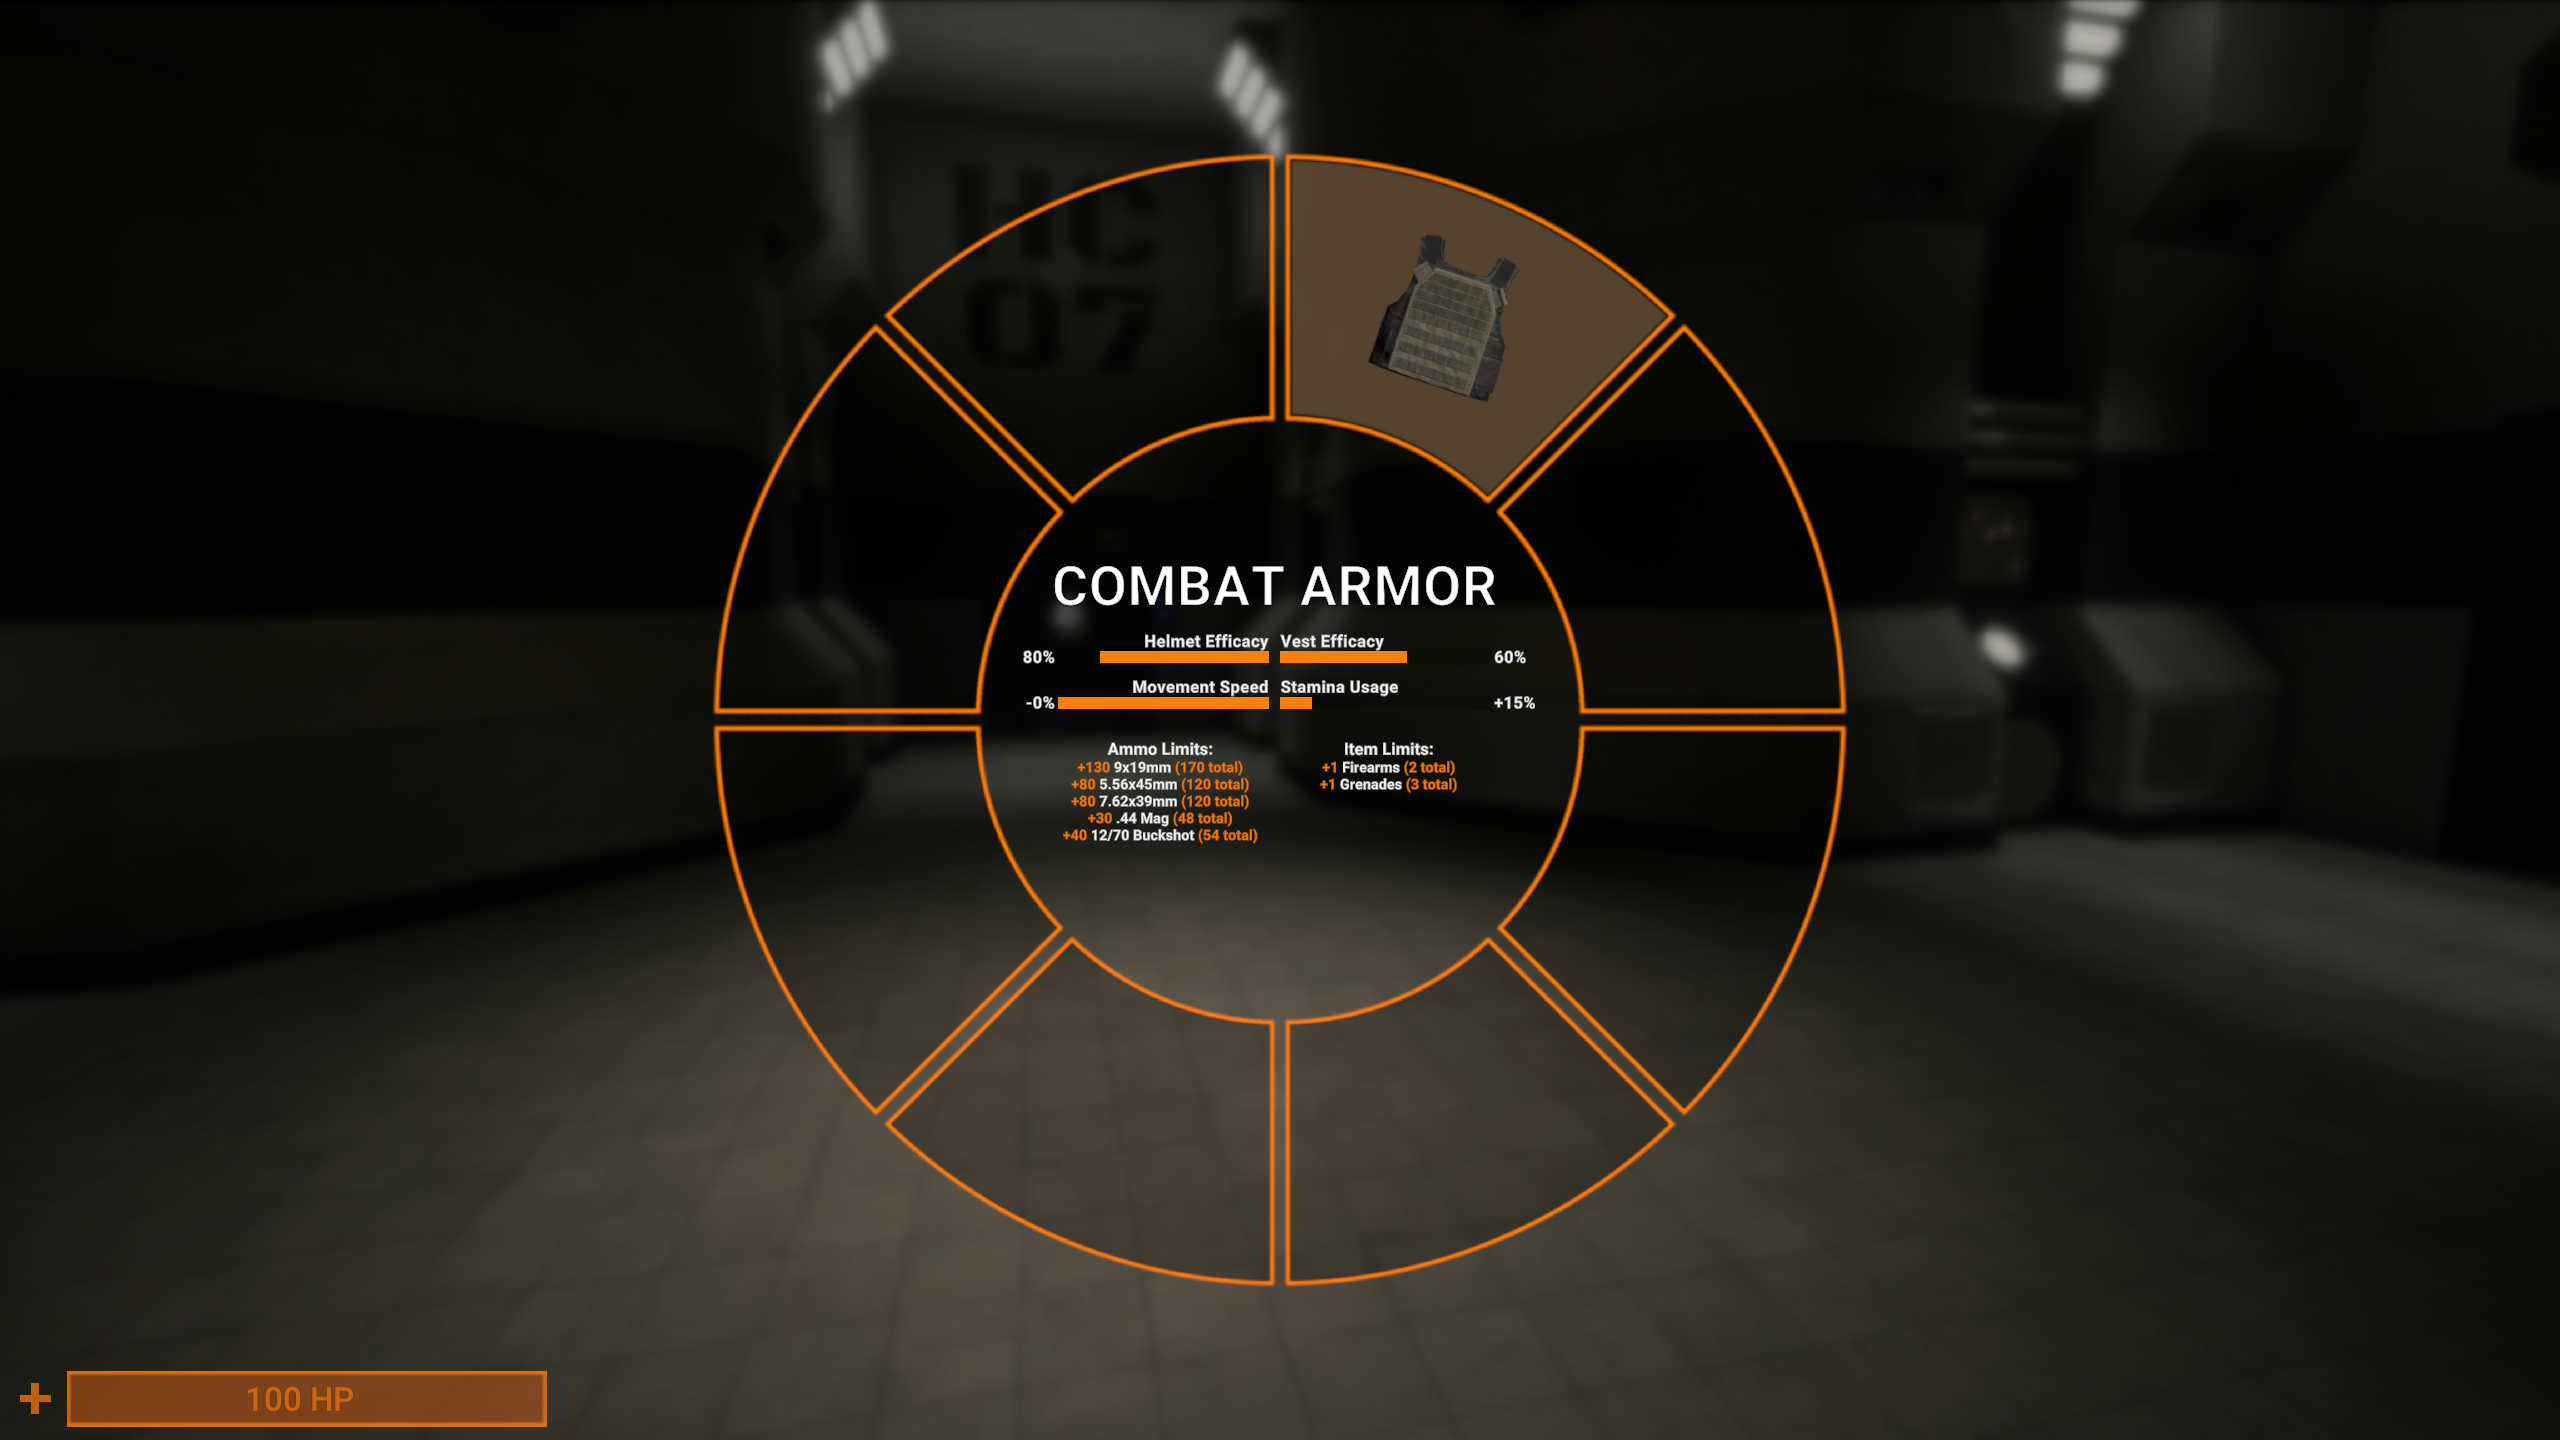 HC
07
COMBAT ARMOR
Helmet Efficacy Vest Efficacy
80% 60%
Movement Speed Stamina Usage
-0% +15%
Ammo Limits:
+130 9x19mm (170 total)
+80 5.56x45mm (120 total)
+80 7.62x39mm (120 total)
+30 .44 Mag (48 total)
+40 12/70 Buckshot (54 total)
Item Limits:
+1 Firearms (2 total)
+1 Grenades (3 total)
100 HP